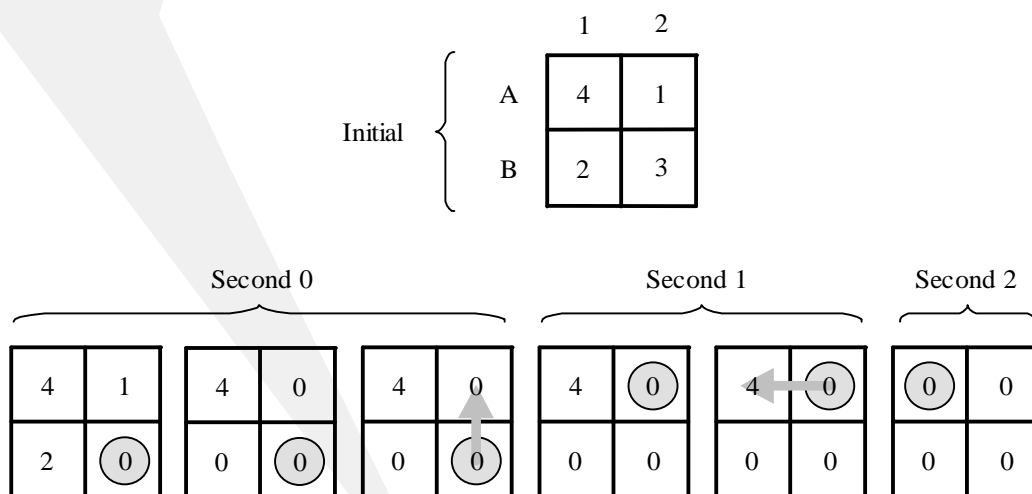 1 2
A 4 1
Initial
B 2 3
Second 0 Second 1 Second 2
4 1 4 0 4 0 4 0 4 0 0 0
2 0 0 0 0 0 0 0 0 0 0 0